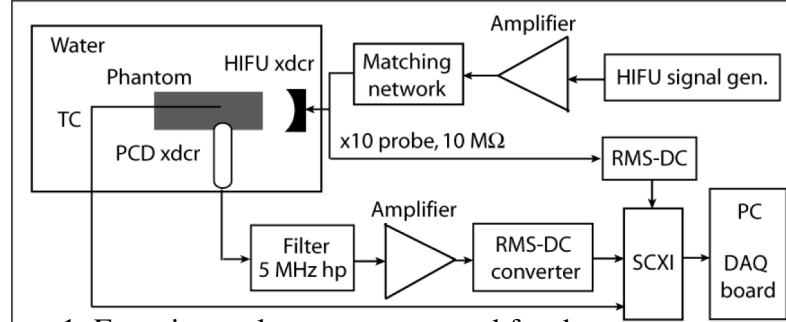 Amplifier
Water
HIFU xdcr
Matching
network
HIFU signal gen.
Phantom
TC
PCD xdcr
x10 probe, 10 MΩ
RMS-DC
Amplifier
Filter
5 MHz hp
RMS-DC
converter
SCXI
PC
DAQ
board